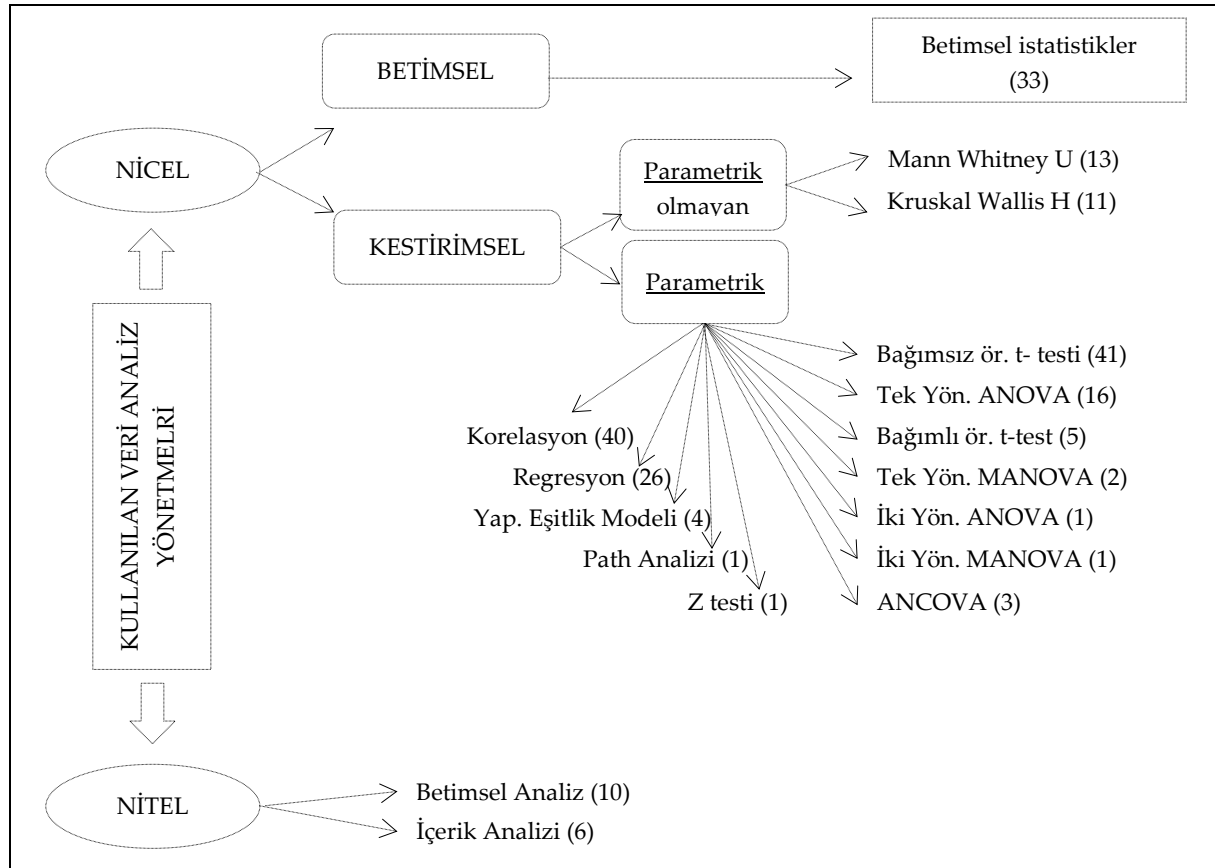 BETİMSEL
Betimsel istatistikler
(33)
NİCEL
KESTİRİMSEL
Parametrik
olmayan
Mann Whitney U (13)
Kruskal Wallis H (11)
Parametrik
KULLANILAN VERİ ANALİZ
YÖNETMELRİ
Korelasyon (40)
Regresyon (26)
Yap. Eşitlik Modeli (4)
Path Analizi (1)
Z testi (1)
Bağımsız ör. t- testi (41)
Tek Yön. ANOVA (16)
Bağımlı ör. t-test (5)
Tek Yön. MANOVA (2)
İki Yön. ANOVA (1)
İki Yön. MANOVA (1)
ANCOVA (3)
NİTEL
Betimsel Analiz (10)
İçerik Analizi (6)